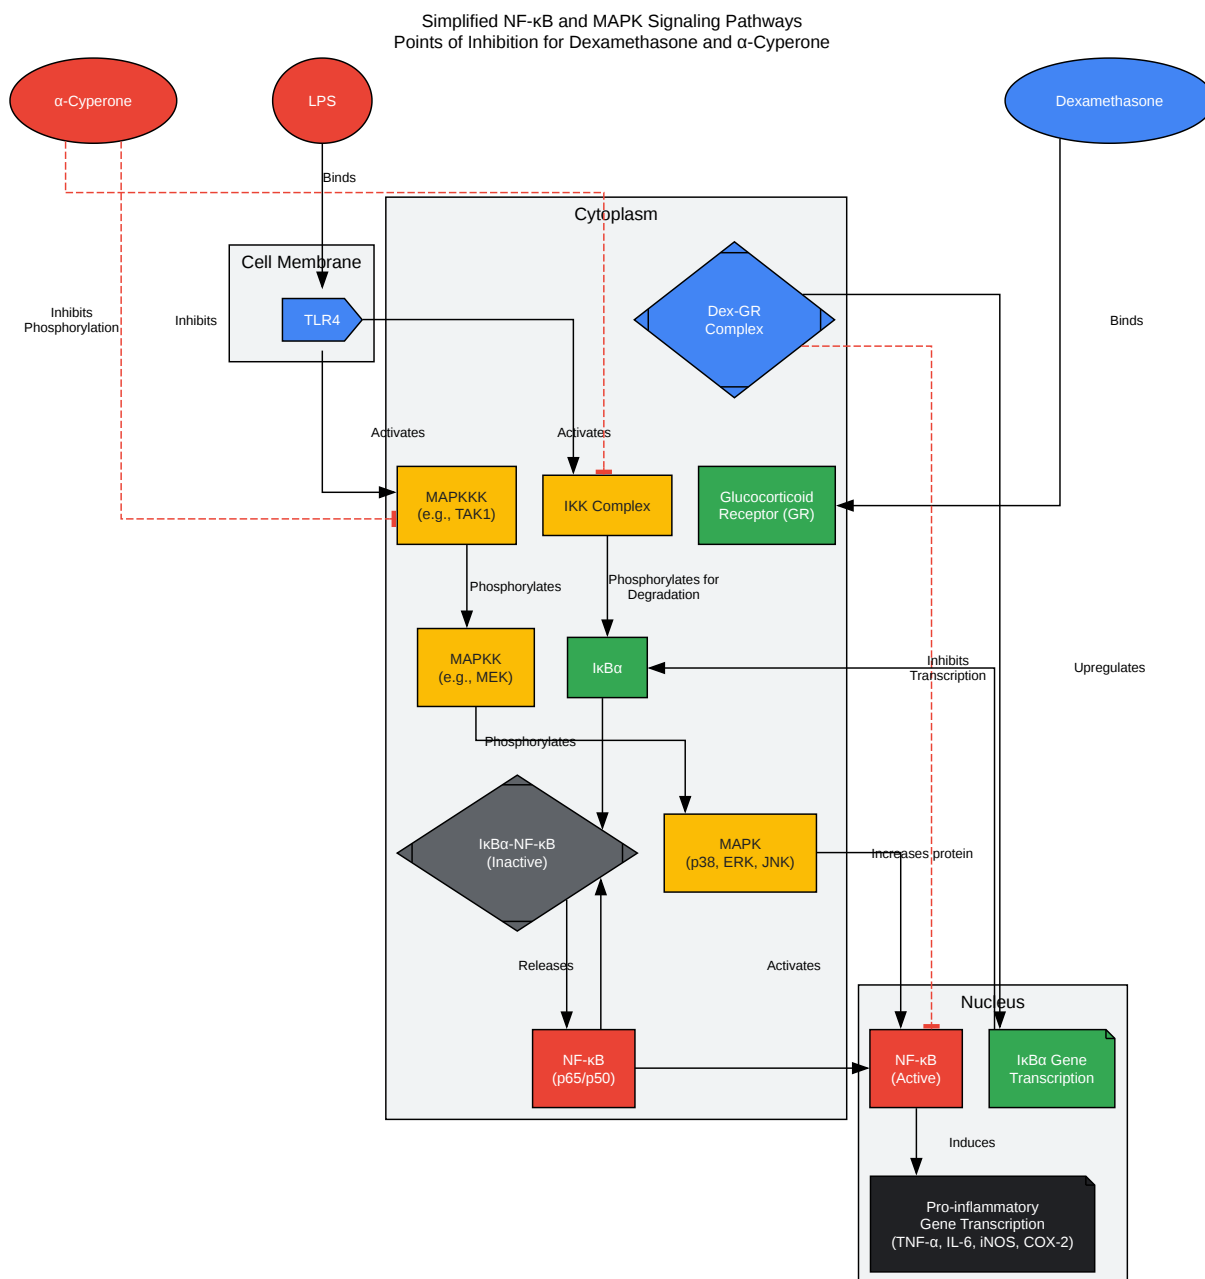 Simplified NF-κB and MAPK Signaling Pathways
Points of Inhibition for Dexamethasone and α-Cyperone
α-Cyperone
LPS
Dexamethasone
Binds
Cytoplasm
Cell Membrane
TLR4
Dex-GR
Complex
Inhibits
Phosphorylation
Inhibits
Binds
Activates
Activates
MAPKKK
(e.g., TAK1)
IKK Complex
Glucocorticoid
Receptor (GR)
Phosphorylates
Phosphorylates for
Degradation
MAPKK
(e.g., MEK)
IκBα
Inhibits
Transcription
Upregulates
Phosphorylates
IκBα-NF-κB
(Inactive)
MAPK
(p38, ERK, JNK)
Increases protein
Releases
Activates
Nucleus
NF-κB
(p65/p50)
NF-κB
(Active)
IκBα Gene
Transcription
Induces
Pro-inflammatory
Gene Transcription
(TNF-α, IL-6, iNOS, COX-2)